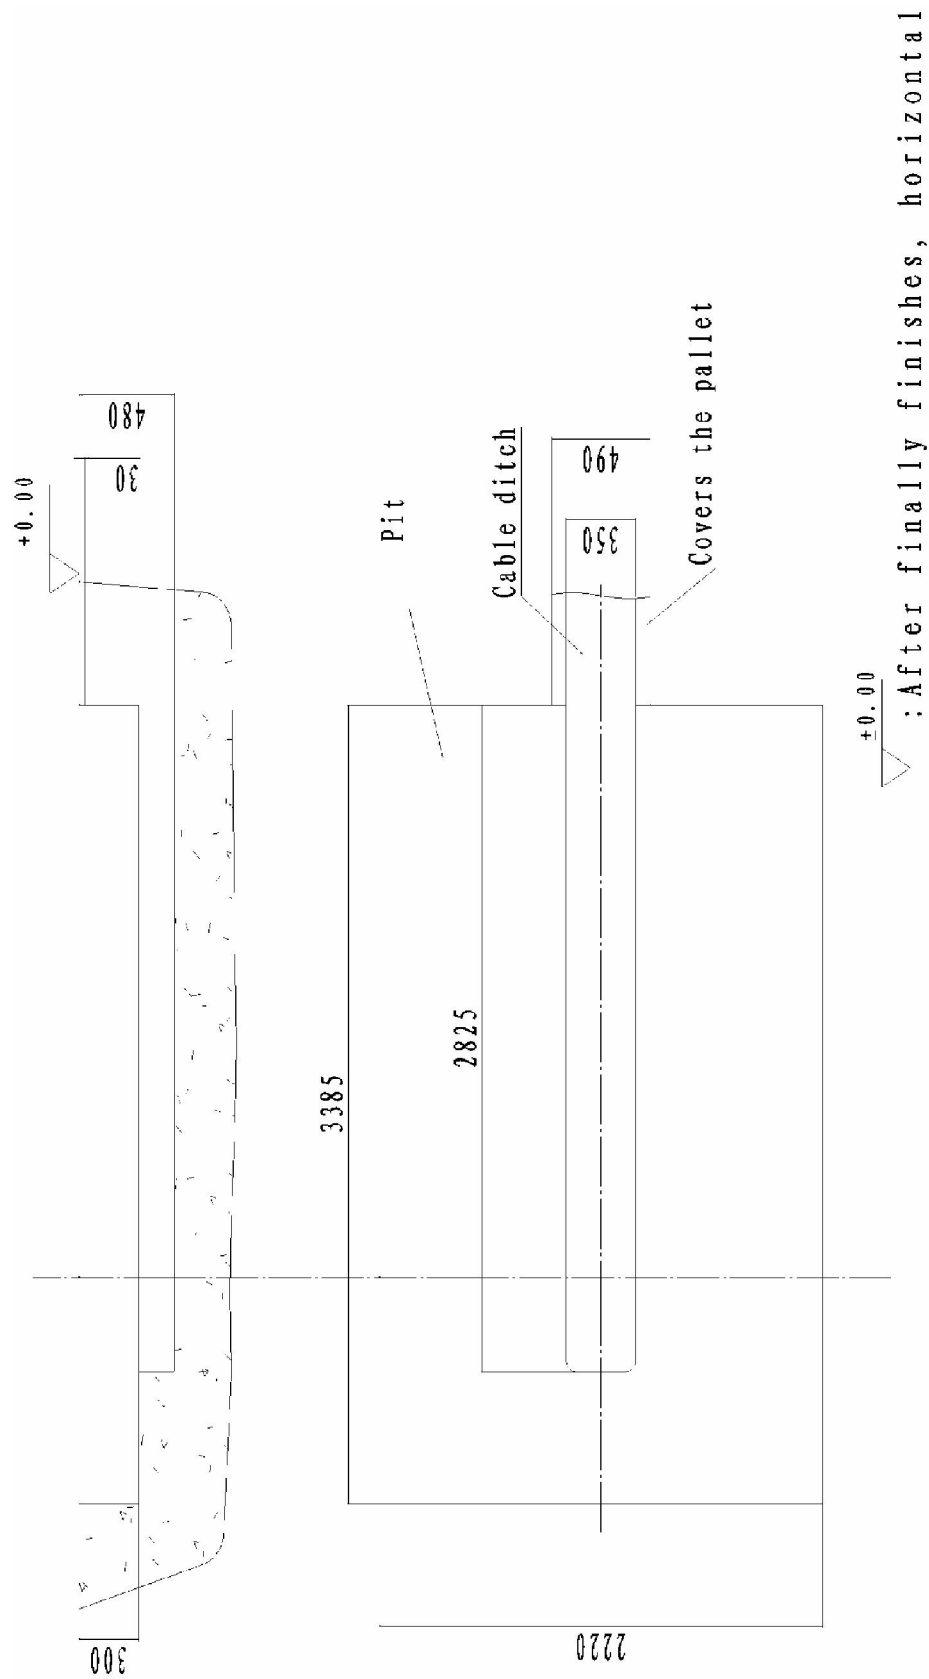 ±0.00
30
480
300
3385
2825
Pit
Cable ditch
350
490
Covers the pallet
2220
±0.00
:After finally finishes, horizontal